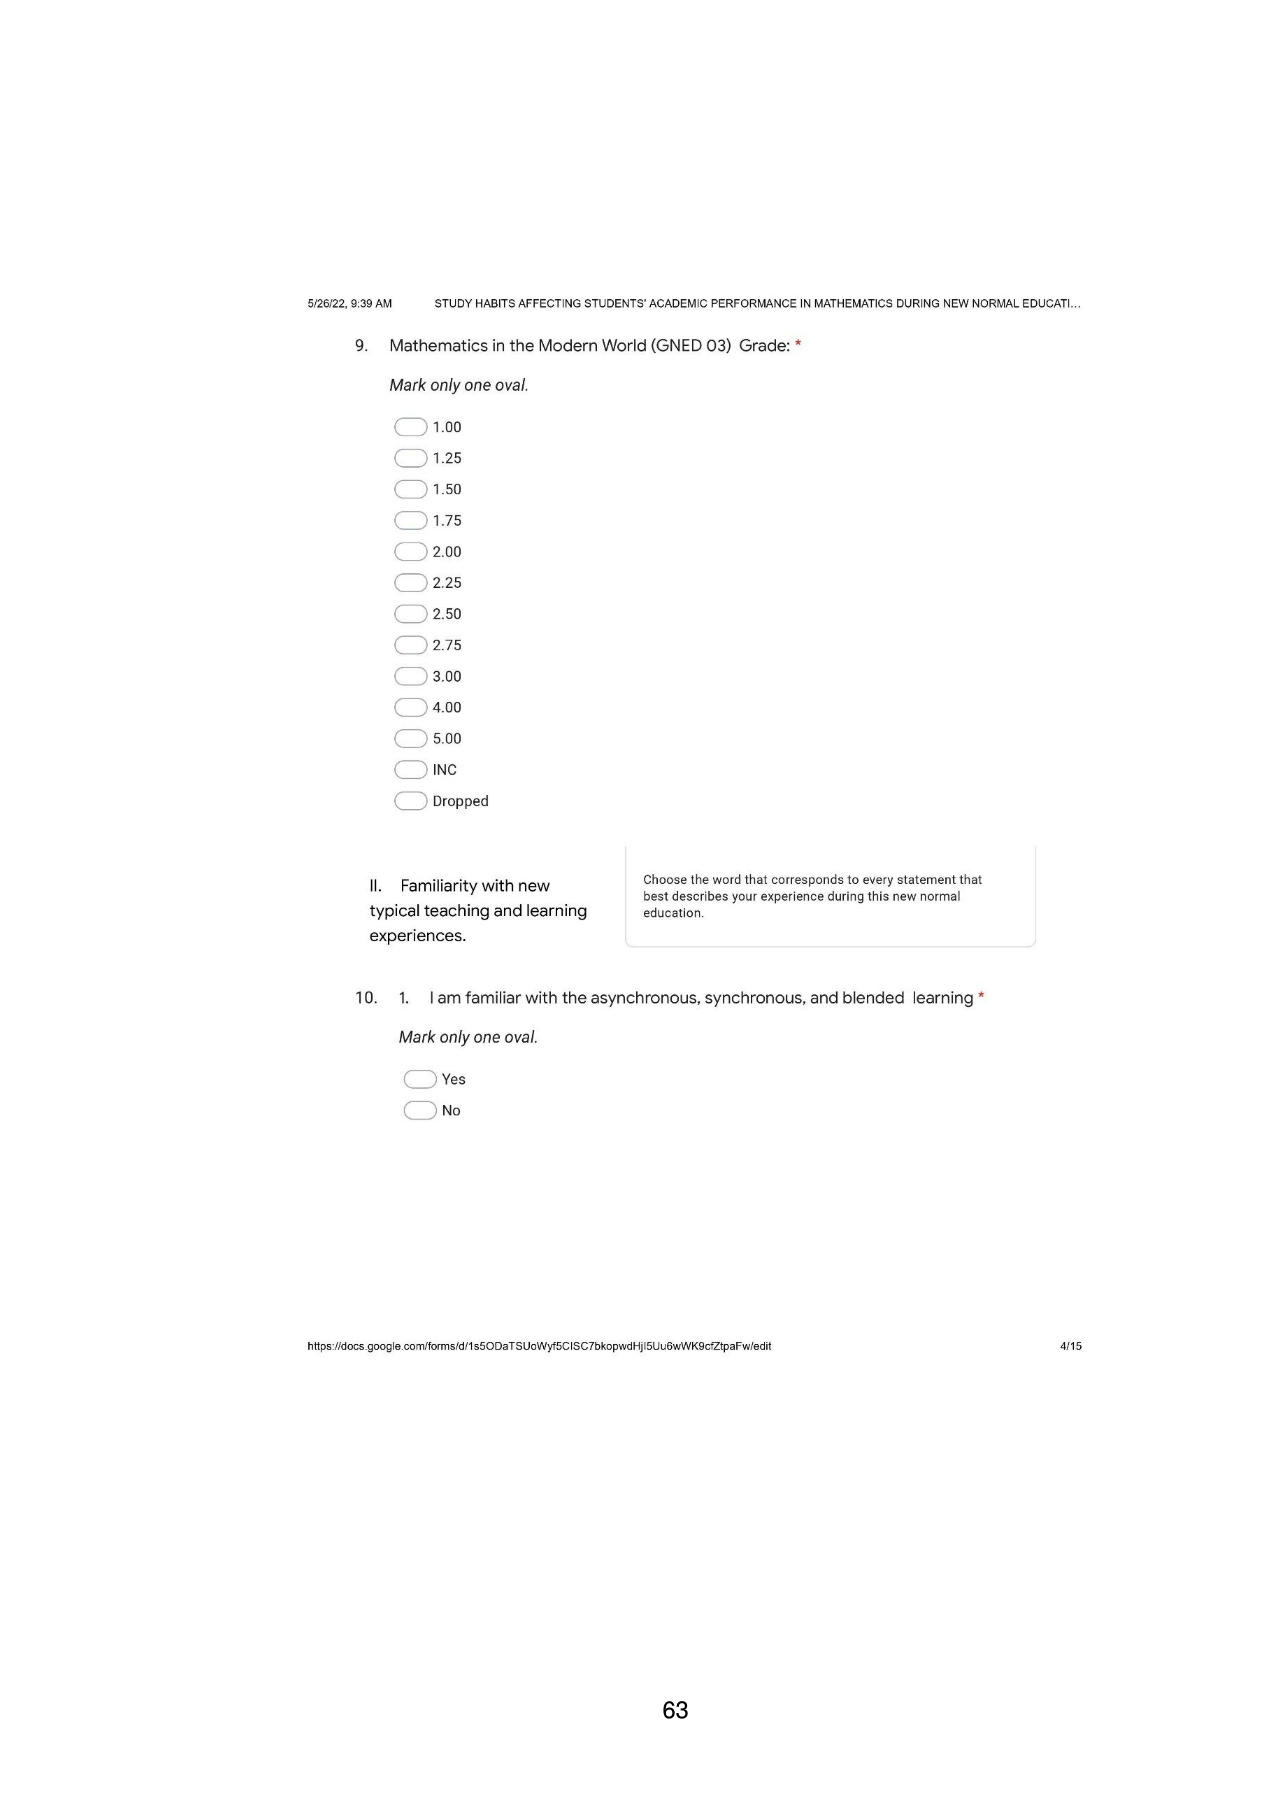 5/26/22, 9:39 AM STUDY HABITS AFFECTING STUDENTS' ACADEMIC PERFORMANCE IN MATHEMATICS DURING NEW NORMAL EDUCATI...
9. Mathematics in the Modern World (GNED 03) Grade: *
Mark only one oval.
1.00
1.25
1.50
1.75
2.00
2.25
2.50
2.75
3.00
4.00
5.00
INC
Dropped
II. Familiarity with new
typical teaching and learning
experiences.
Choose the word that corresponds to every statement that
best describes your experience during this new normal
education.
10. 1. I am familiar with the asynchronous, synchronous, and blended learning *
Mark only one oval.
Yes
No
https://docs.google.com/forms/d/1s5ODaTSUoWyf5CISC7bkopwdHjI5Uu6wWK9cfZtpaFw/edit 4/15
63